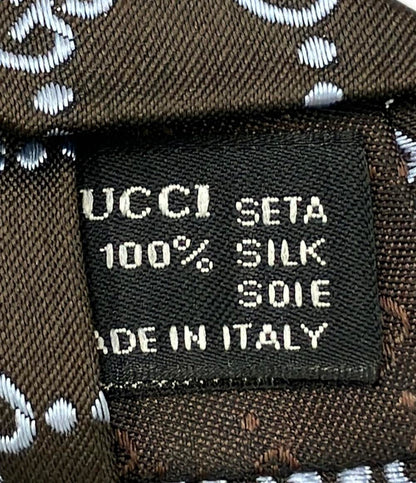 UCCI SETA
100% SILK
SOIE
ADE IN ITALY